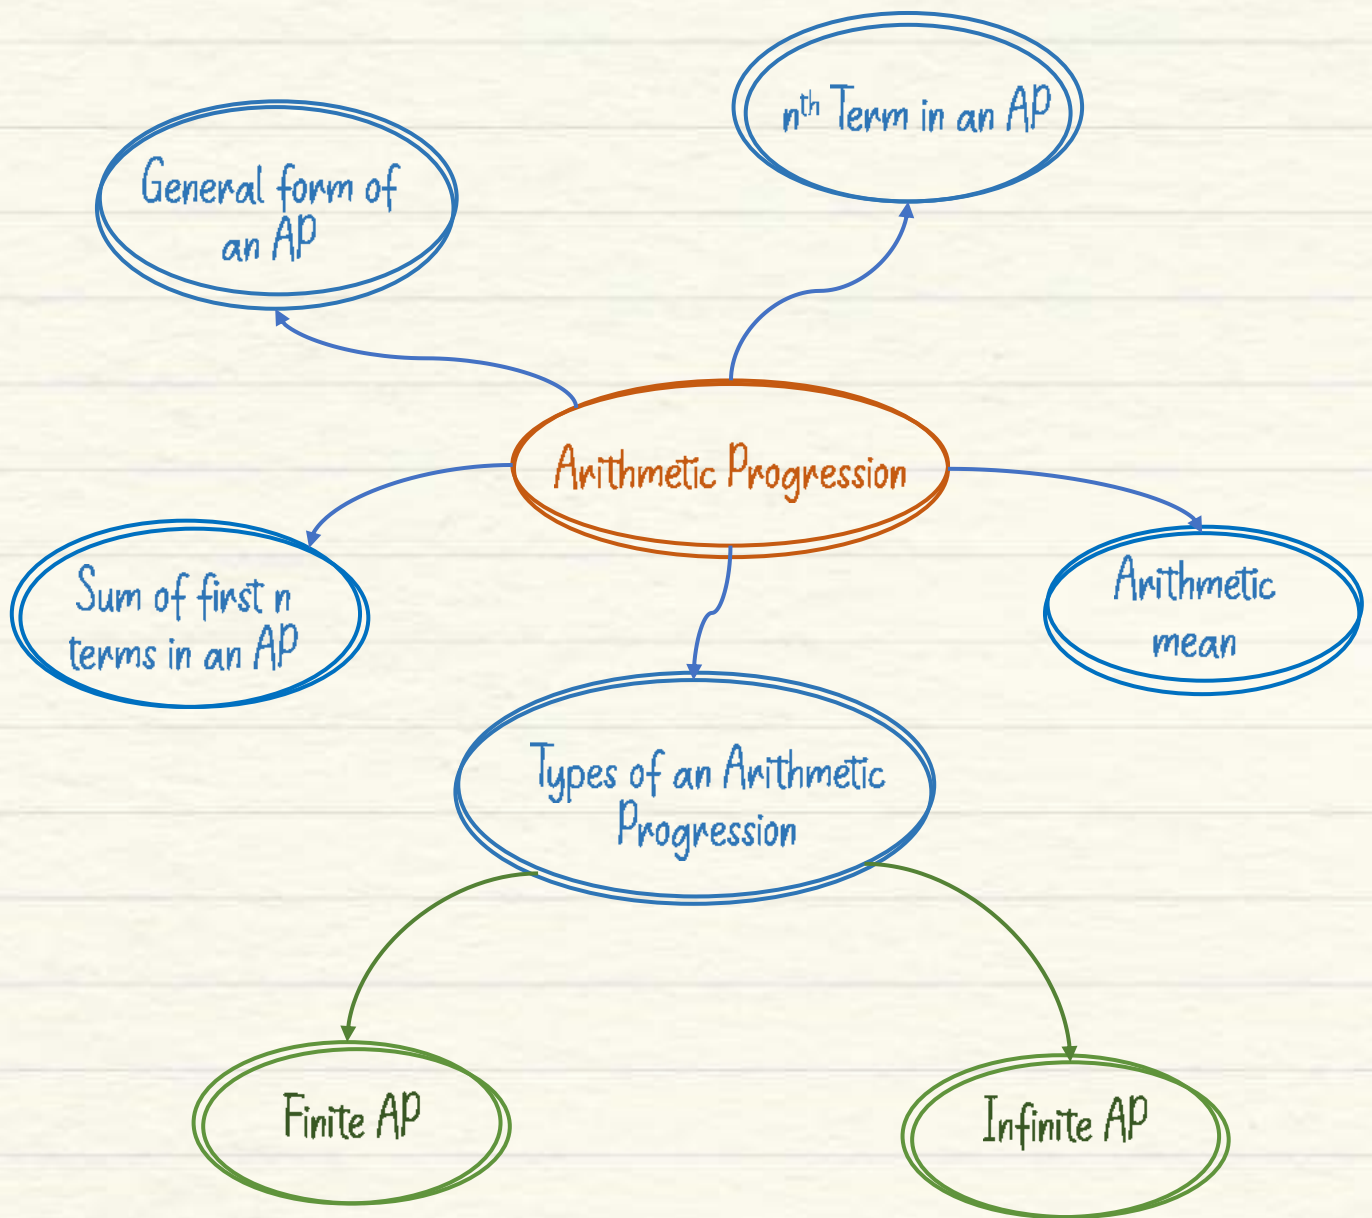 n^th Term in an AP
General form of
an AP
Arithmetic Progression
Sum of first n
terms in an AP
Arithmetic
mean
Types of an Arithmetic
Progression
Finite AP
Infinite AP